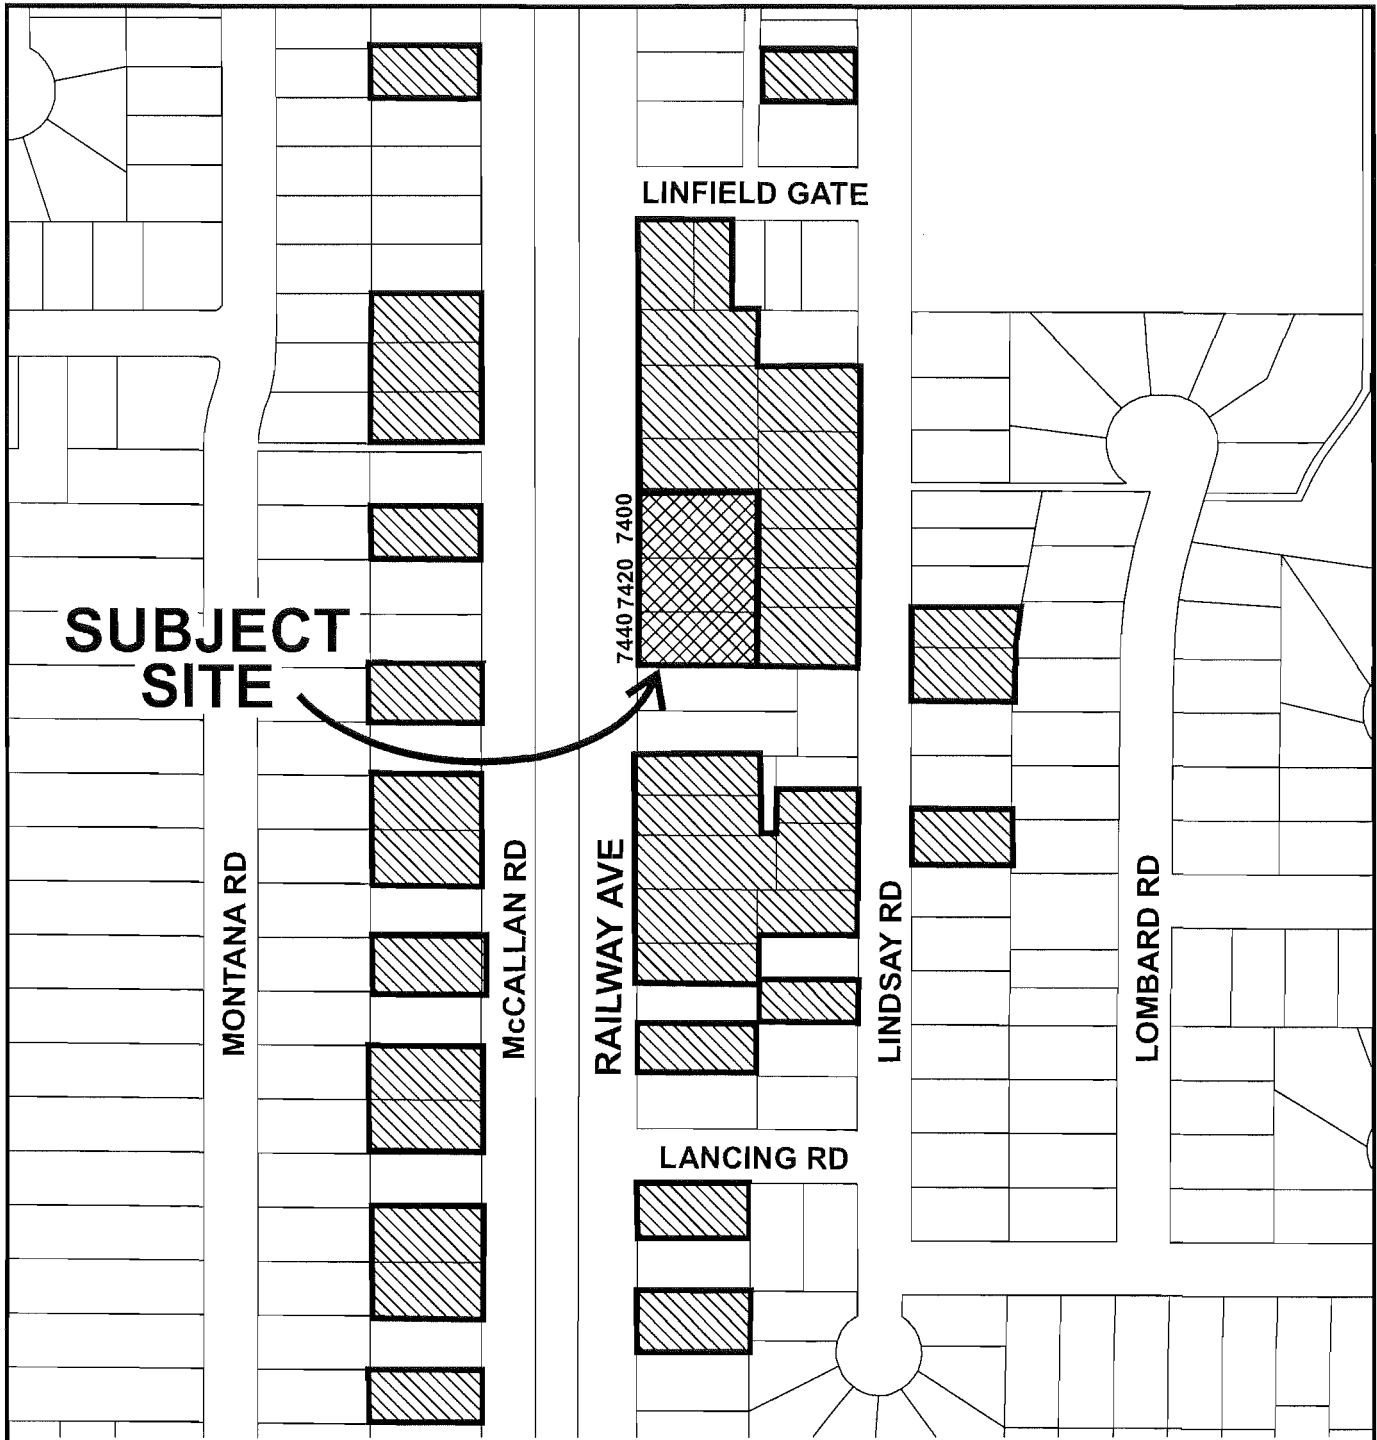 LINFIELD GATE
7400
7420
7440
SUBJECT
SITE
MONTANA RD
McCALLAN RD
RAILWAY AVE
LINDSAY RD
LOMBARD RD
LANCING RD